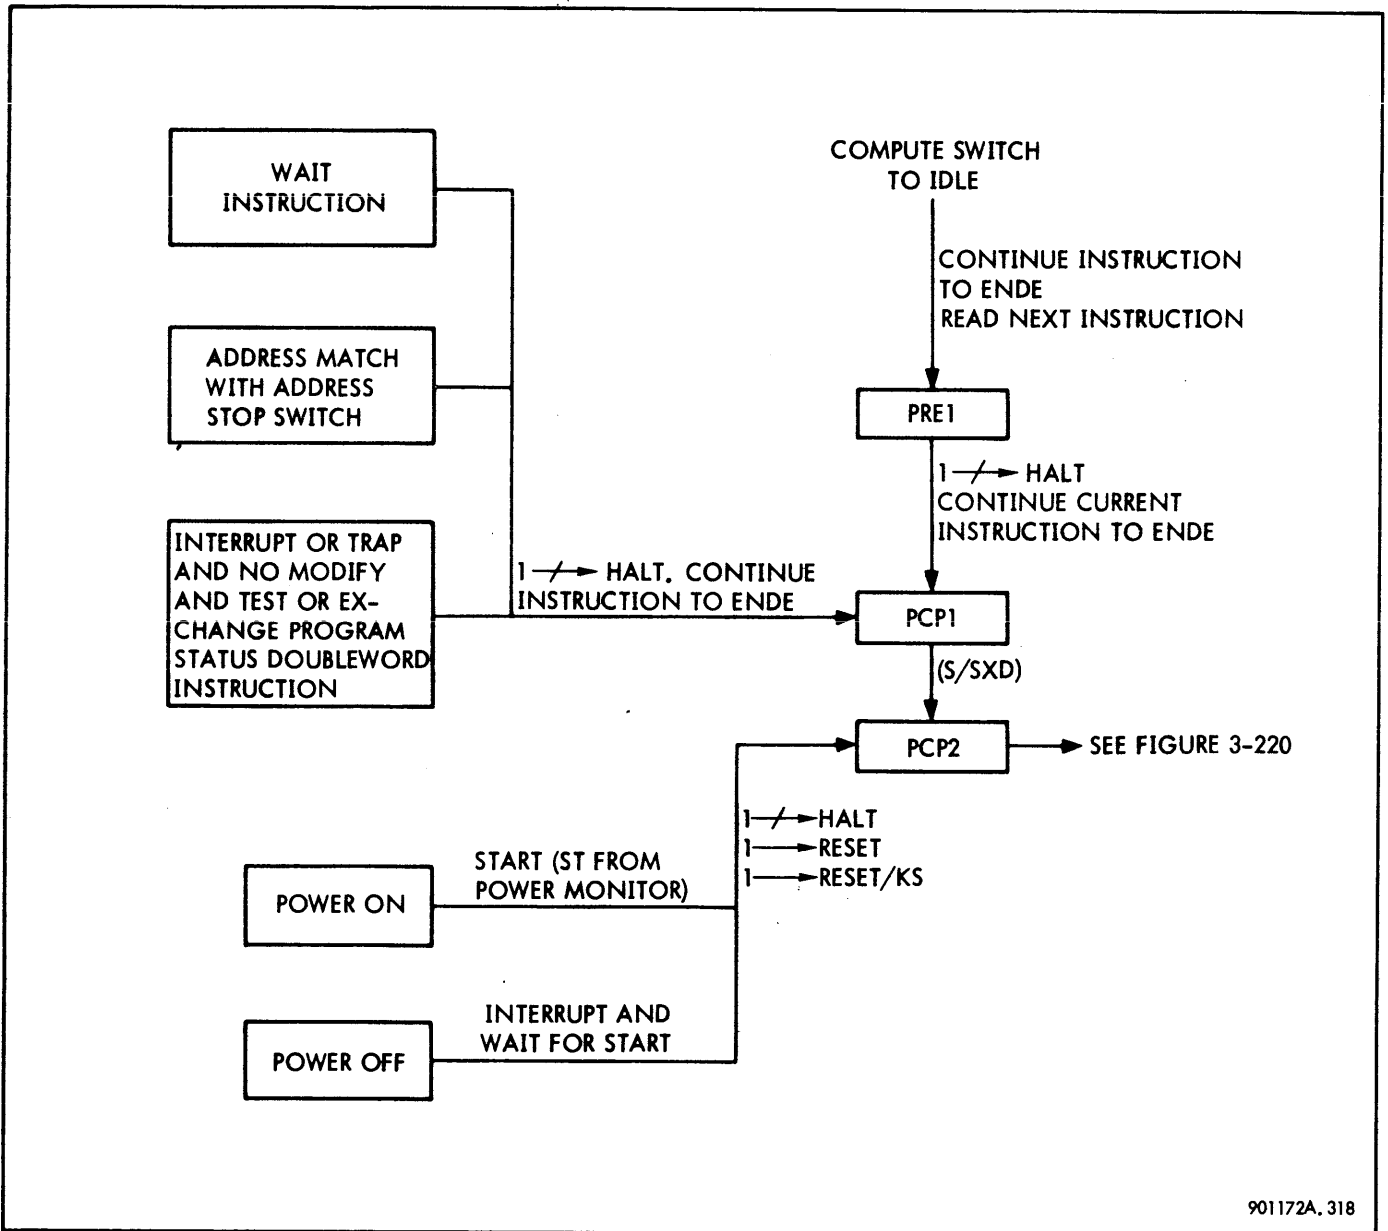 WAIT
INSTRUCTION
COMPUTE SWITCH
TO IDLE
CONTINUE INSTRUCTION
TO ENDE
READ NEXT INSTRUCTION
ADDRESS MATCH
WITH ADDRESS
STOP SWITCH
PRE1
1 HALT
CONTINUE CURRENT
INSTRUCTION TO ENDE
INTERRUPT OR TRAP
AND NO MODIFY
AND TEST OR EX-
CHANGE PROGRAM
STATUS DOUBLEWORD
INSTRUCTION
1 HALT. CONTINUE
INSTRUCTION TO ENDE
PCP1
(S/SXD)
PCP2
SEE FIGURE 3-220
1 HALT
1 RESET
1 RESET/KS
START (ST FROM
POWER MONITOR)
POWER ON
INTERRUPT AND
WAIT FOR START
POWER OFF
901172A. 318